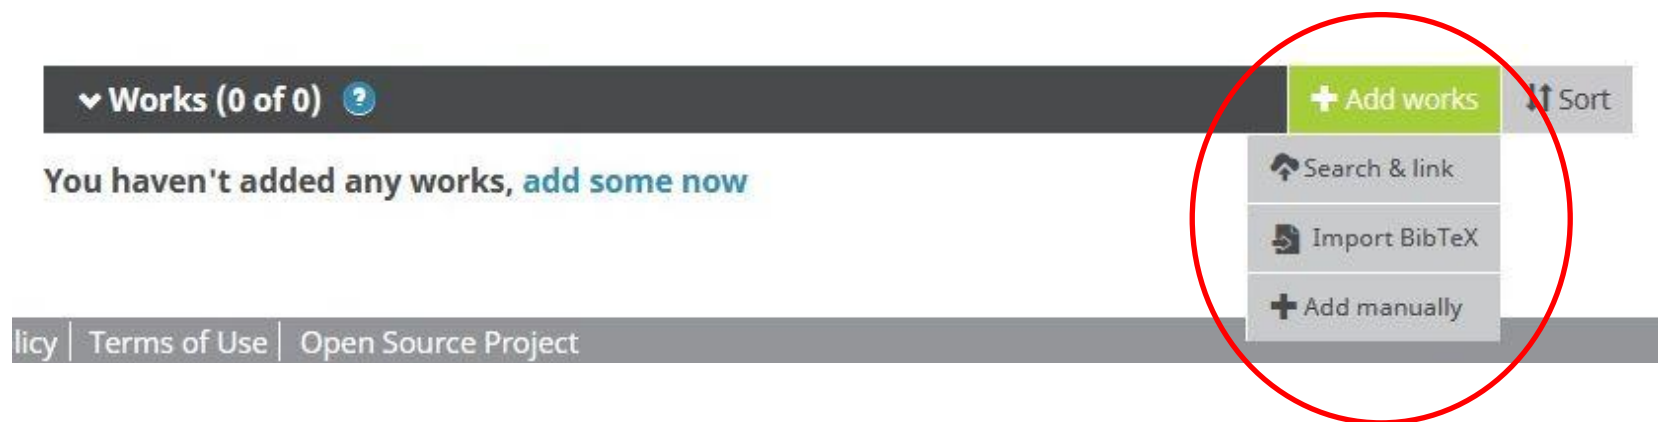 Works (0 of 0) ? Add works Sort
You haven't added any works, add some now
Search & link
Import BibTeX
Add manually
licy | Terms of Use | Open Source Project